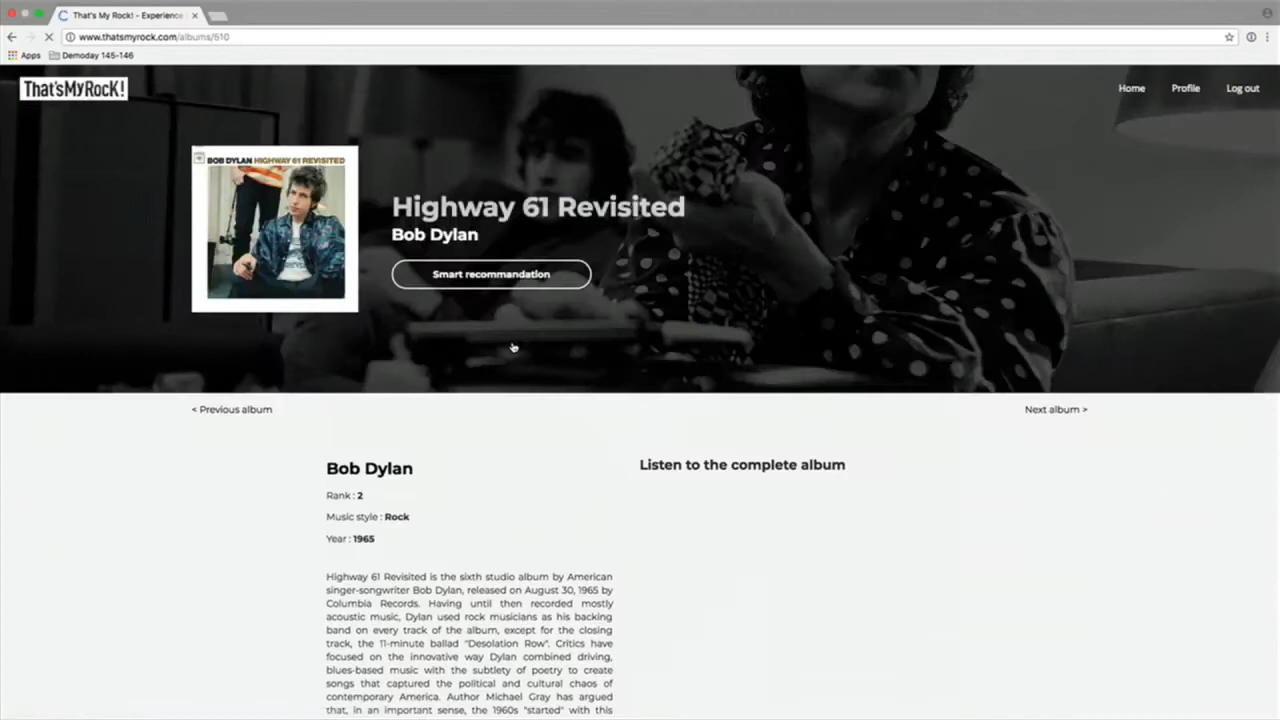 That's My Rock! - Experience
www.thatsmyrock.com/albums/510
Apps
Demoday 145-146
That'sMyRocK!
Home
Profile
Log out
BOB DYLAN HIGHWAY 61 REVISITED
Highway 61 Revisited
Bob Dylan
Smart recommandation
< Previous album
Next album >
Bob Dylan
Rank : 2
Music style : Rock
Year : 1965
Listen to the complete album
Highway 61 Revisited is the sixth studio album by American
singer-songwriter Bob Dylan, released on August 30, 1965 by
Columbia Records. Having until then recorded mostly
acoustic music, Dylan used rock musicians as his backing
band on every track of the album, except for the closing
track, the 11-minute ballad "Desolation Row". Critics have
focused on the innovative way Dylan combined driving,
blues-based music with the subtlety of poetry to create
songs that captured the political and cultural chaos of
contemporary America. Author Michael Gray has argued
that, in an important sense, the 1960s "started" with this